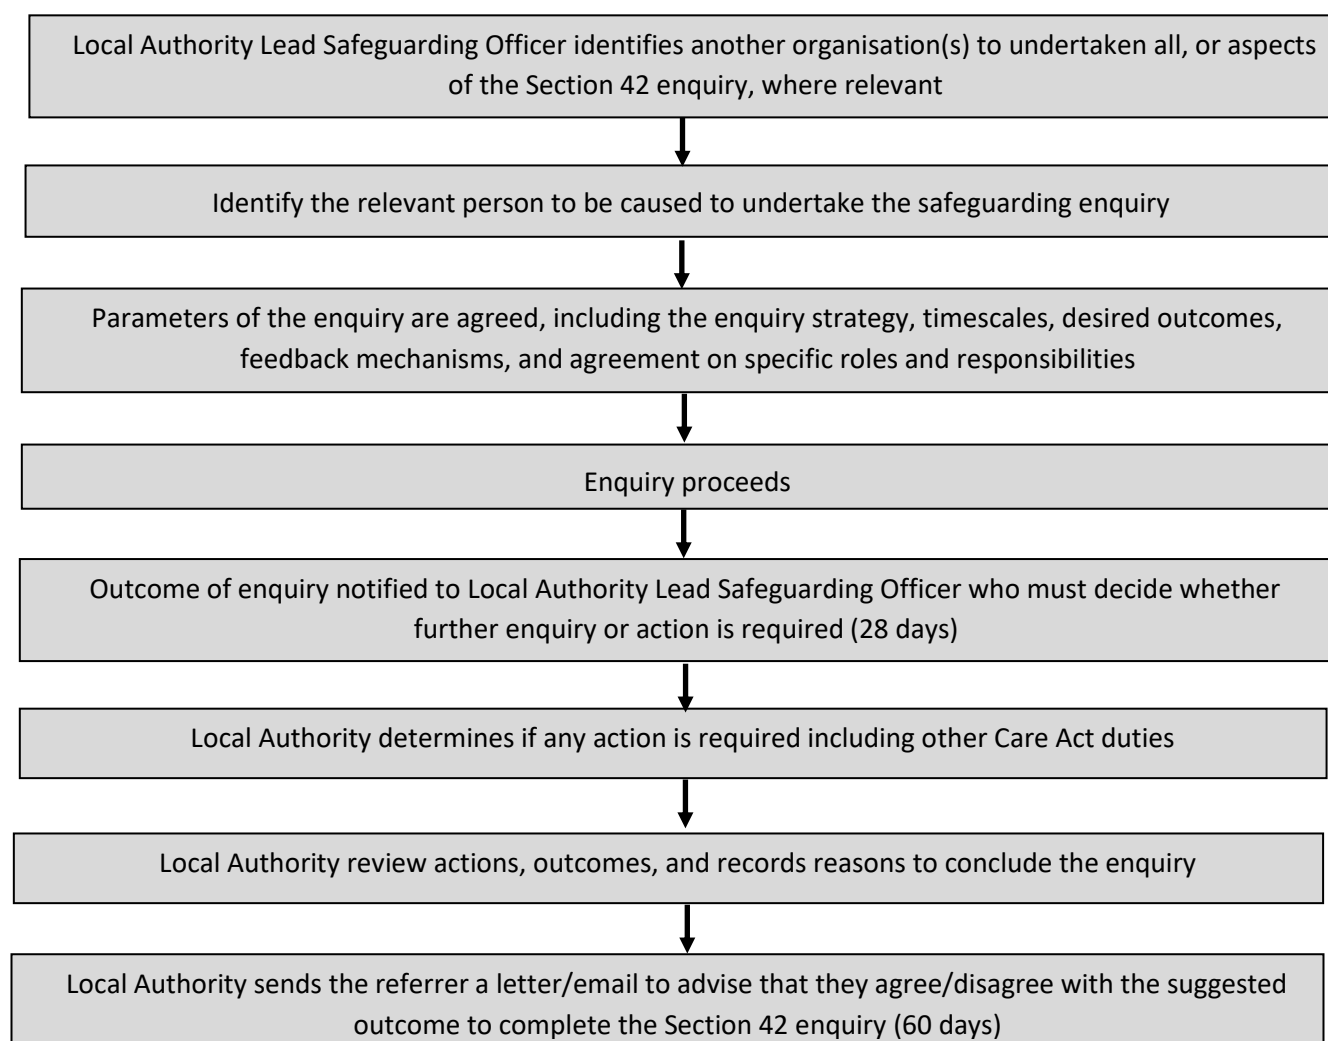 Local Authority Lead Safeguarding Officer identifies another organisation(s) to undertaken all, or aspects
of the Section 42 enquiry, where relevant
Identify the relevant person to be caused to undertake the safeguarding enquiry
Parameters of the enquiry are agreed, including the enquiry strategy, timescales, desired outcomes,
feedback mechanisms, and agreement on specific roles and responsibilities
Enquiry proceeds
Outcome of enquiry notified to Local Authority Lead Safeguarding Officer who must decide whether
further enquiry or action is required (28 days)
Local Authority determines if any action is required including other Care Act duties
Local Authority review actions, outcomes, and records reasons to conclude the enquiry
Local Authority sends the referrer a letter/email to advise that they agree/disagree with the suggested
outcome to complete the Section 42 enquiry (60 days)